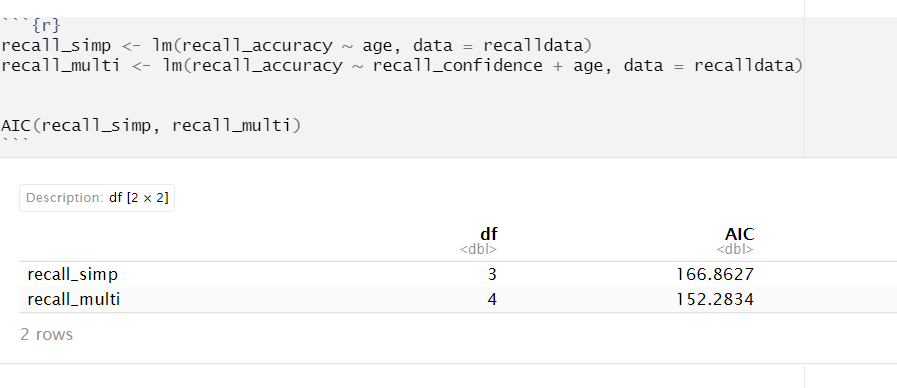 ```{r}
recall_simp <- lm(recall_accuracy ~ age, data = recalldata)
recall_multi <- lm(recall_accuracy ~ recall_confidence + age, data = recalldata)
AIC(recall_simp, recall_multi)
```
Description: df [2 × 2]
df AIC
<dbl> <dbl>
recall_simp 3 166.8627
recall_multi 4 152.2834
2 rows